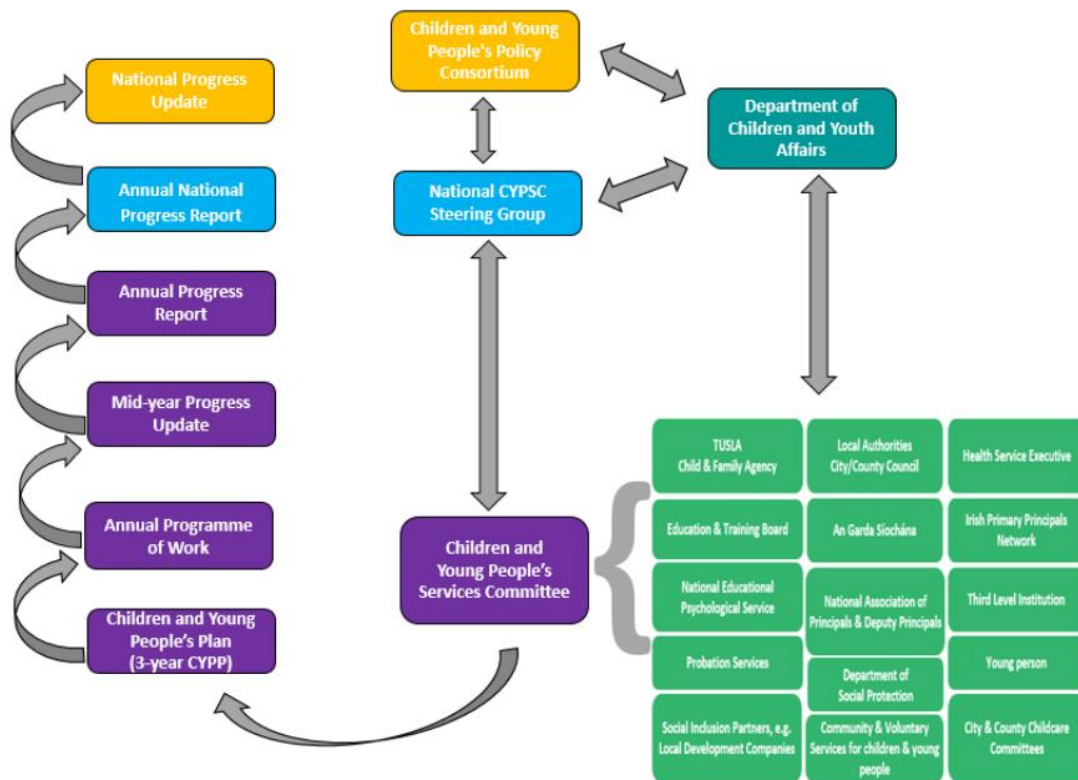 National Progress
Update
Annual National
Progress Report
Annual Progress
Report
Mid-year Progress
Update
Annual Programme
of Work
Children and Young
People's Plan
(3-year CYPP)
Children and Young
People's Policy
Consortium
National CYPSC
Steering Group
Children and
Young People's
Services Committee
Department of
Children and Youth
Affairs
TUSLA
Child & Family Agency
Local Authorities
City/County Council
Health Service Executive
Education & Training Board
An Garda Síochána
Irish Primary Principals
Network
National Educational
Psychological Service
National Association of
Principals & Deputy Principals
Third Level Institution
Probation Services
Department of
Social Protection
Young person
Social Inclusion Partners, e.g.
Local Development Companies
Community & Voluntary
Services for children & young
people
City & County Childcare
Committees